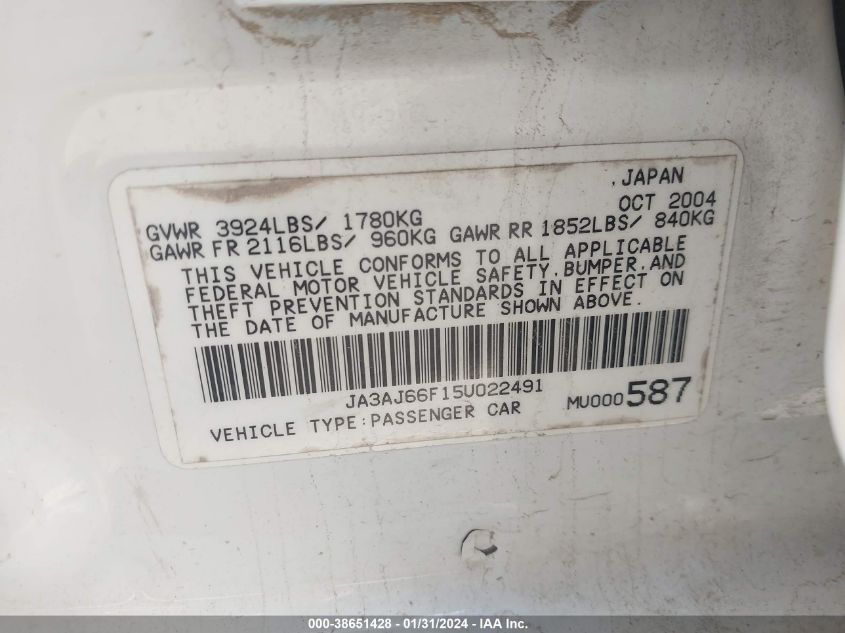 , JAPAN
OCT 2004
GVWR 3924LBS/ 1780KG
GAWR FR 2116LBS/ 960KG GAWR RR 1852LBS/ 840KG
THIS VEHICLE CONFORMS TO ALL APPLICABLE
FEDERAL MOTOR VEHICLE SAFETY, BUMPER, AND
THEFT PREVENTION STANDARDS IN EFFECT ON
THE DATE OF MANUFACTURE SHOWN ABOVE.
JA3AJ66F15U022491
VEHICLE TYPE: PASSENGER CAR MU000587
000-38651428 - 01/31/2024 - IAA Inc.